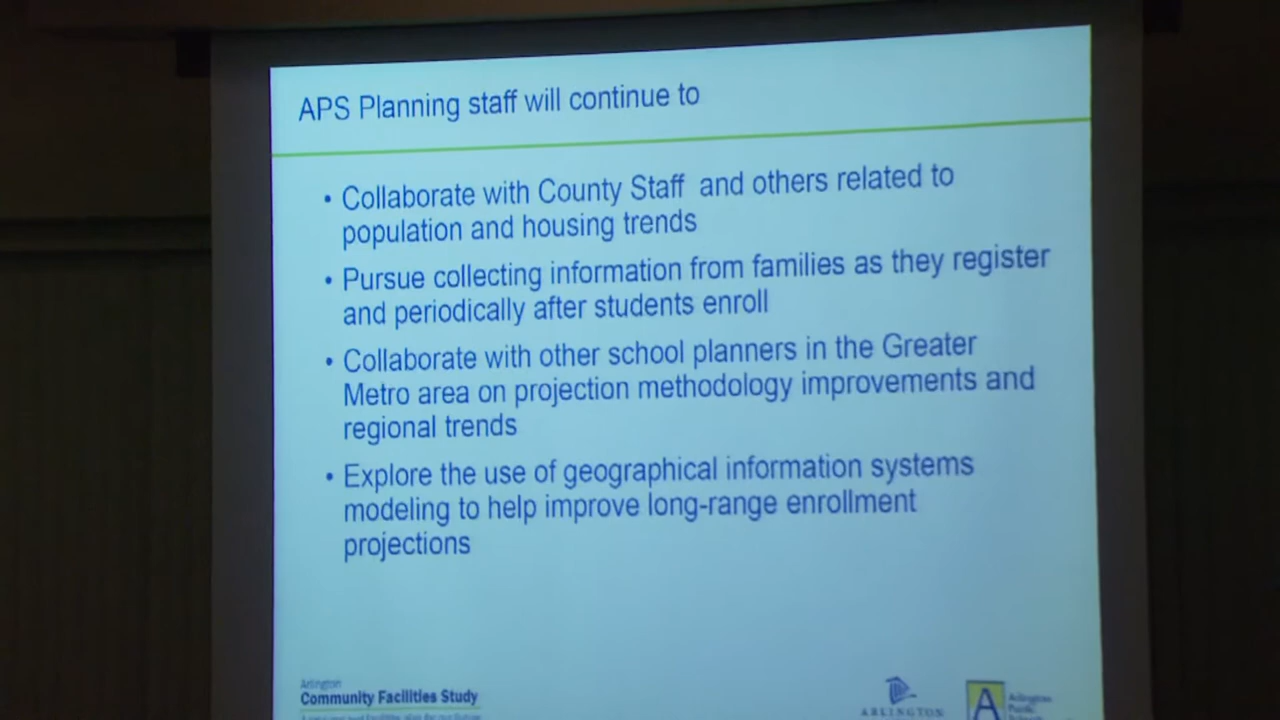 APS Planning staff will continue to
• Collaborate with County Staff and others related to
population and housing trends
• Pursue collecting information from families as they register
and periodically after students enroll
• Collaborate with other school planners in the Greater
Metro area on projection methodology improvements and
regional trends
• Explore the use of geographical information systems
modeling to help improve long-range enrollment
projections
Arlington
Community Facilities Study
ARLINGTON
A
Arlington
Public